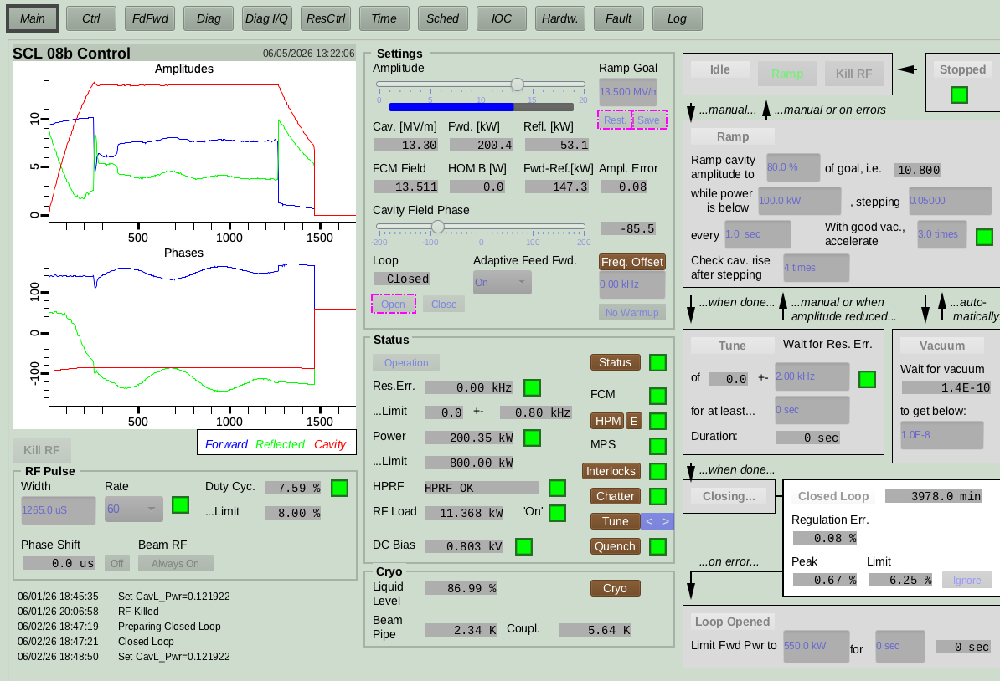 Main Ctrl FdFwd Diag Diag I/Q ResCtrl Time Sched IOC Hardw. Fault Log
SCL 08b Control 06/05/2026 13:22:06
Amplitudes
10
5
0
500 1000 1500
Phases
100
0
-100
500 1000 1500
Forward Reflected Cavity
Kill RF
RF Pulse
Width Rate Duty Cyc. 7.59 %
1265.0 uS 60 ...Limit 8.00 %
Phase Shift Beam RF
0.0 us Off Always On
06/01/26 18:45:35 Set CavL_Pwr=0.121922
06/01/26 20:06:58 RF Killed
06/02/26 18:47:19 Preparing Closed Loop
06/02/26 18:47:21 Closed Loop
06/02/26 18:48:50 Set CavL_Pwr=0.121922
Settings
Amplitude Ramp Goal
0 5 10 15 20 13.500 MV/m
Rest. Save
Cav. [MV/m] Fwd. [kW] Refl. [kW]
13.30 200.4 53.1
FCM Field HOM B [W] Fwd-Ref.[kW] Ampl. Error
13.511 0.0 147.3 0.08
Cavity Field Phase
-200 -100 0 100 200 -85.5
Loop Adaptive Feed Fwd. Freq. Offset
Closed On 0.00 kHz
Open Close No Warmup
Status
Operation Status
Res.Err. 0.00 kHz FCM
...Limit 0.0 +- 0.80 kHz HPM E
Power 200.35 kW MPS
...Limit 800.00 kW Interlocks
HPRF HPRF OK Chatter
RF Load 11.368 kW 'On' Tune < >
DC Bias 0.803 kV Quench
Cryo
Liquid
Level 86.99 % Cryo
Beam
Pipe 2.34 K Coupl. 5.64 K
Idle Ramp Kill RF Stopped
...manual... ...manual or on errors
Ramp
Ramp cavity
amplitude to 80.0 % of goal, i.e. 10.800
while power
is below 100.0 kW , stepping 0.05000
every 1.0 sec With good vac.,
accelerate 3.0 times
Check cav. rise
after stepping 4 times
...when done... ...manual or when
amplitude reduced... ...auto-
matically
Tune Wait for Res. Err.
of 0.0 +- 2.00 kHz
for at least... 0 sec
Duration: 0 sec
Vacuum
Wait for vacuum
1.4E-10
to get below:
1.0E-8
...when done...
Closing... Closed Loop 3978.0 min
Regulation Err.
0.08 %
Peak Limit
0.67 % 6.25 % Ignore
...on error...
Loop Opened
Limit Fwd Pwr to 550.0 kW for 0 sec 0 sec